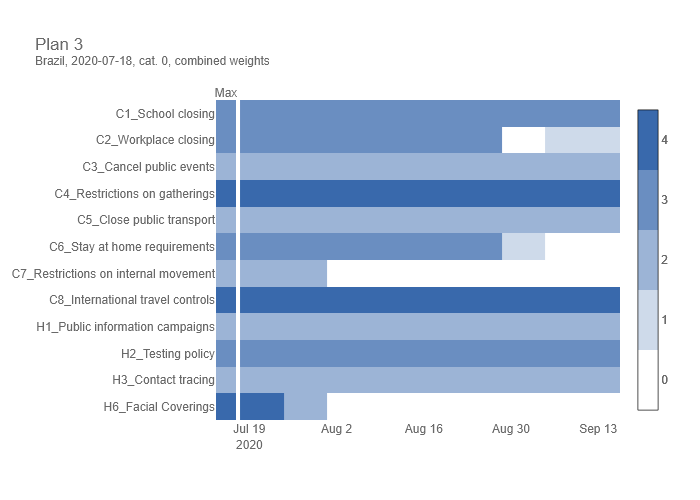 Plan 3
Brazil, 2020-07-18, cat. 0, combined weights
Max
C1_School closing
C2_Workplace closing
C3_Cancel public events
C4_Restrictions on gatherings
C5_Close public transport
C6_Stay at home requirements
C7_Restrictions on internal movement
C8_International travel controls
H1_Public information campaigns
H2_Testing policy
H3_Contact tracing
H6_Facial Coverings
4
3
2
1
0
Jul 19 Aug 2 Aug 16 Aug 30 Sep 13
2020